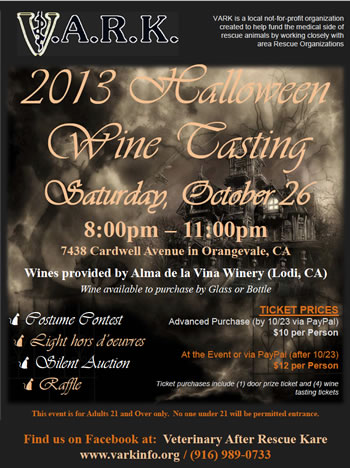 V.A.R.K.
VARK is a local not-for-profit organization
created to help fund the medical side of
rescue animals by working closely with
area Rescue Organizations
2013 Halloween
Wine Tasting
Saturday, October 26
8:00pm – 11:00pm
7438 Cardwell Avenue in Orangevale, CA
Wines provided by Alma de la Vina Winery (Lodi, CA)
Wine available to purchase by Glass or Bottle
Costume Contest
Light hors d'oeuvres
Silent Auction
Raffle
TICKET PRICES
Advanced Purchase (by 10/23 via PayPal)
$10 per Person
At the Event or via PayPal (after 10/23)
$12 per Person
Ticket purchases include (1) door prize ticket and (4) wine
tasting tickets
This event is for Adults 21 and Over only. No one under 21 will be permitted entrance.
Find us on Facebook at: Veterinary After Rescue Kare
www.varkinfo.org / (916) 989-0733